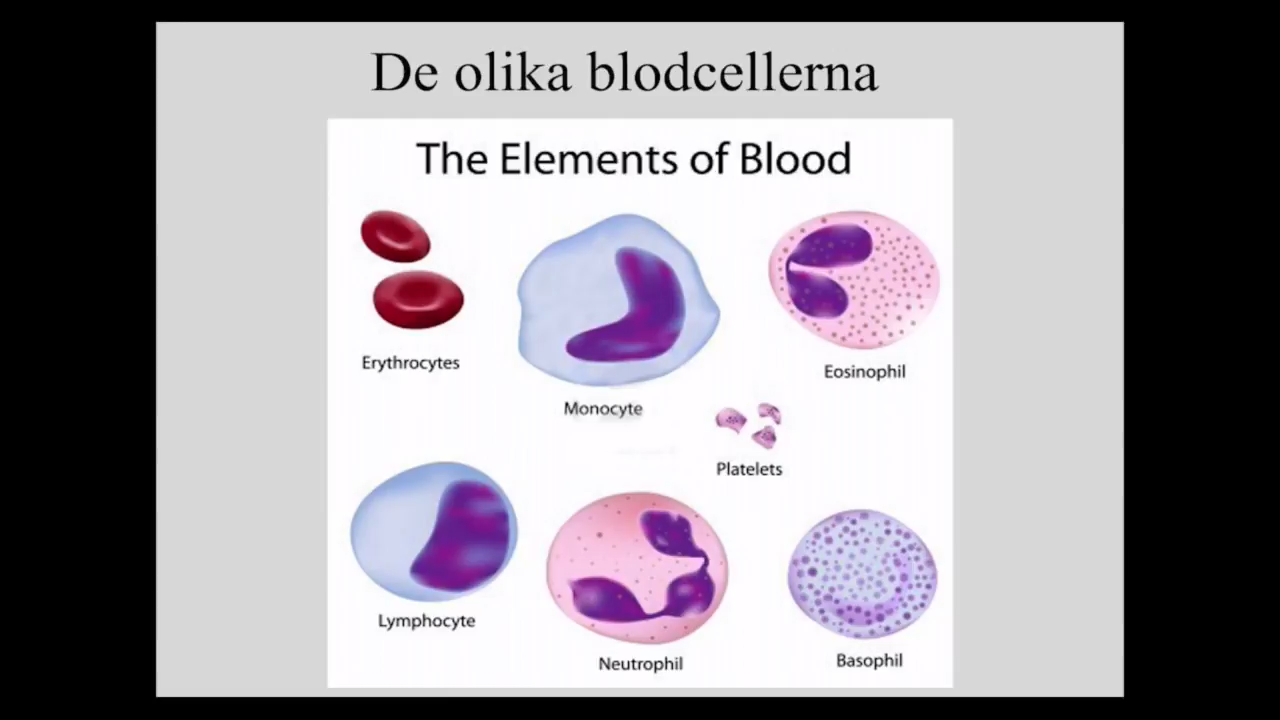 De olika blodcellerna
The Elements of Blood
Erythrocytes
Monocyte
Eosinophil
Platelets
Lymphocyte
Neutrophil
Basophil